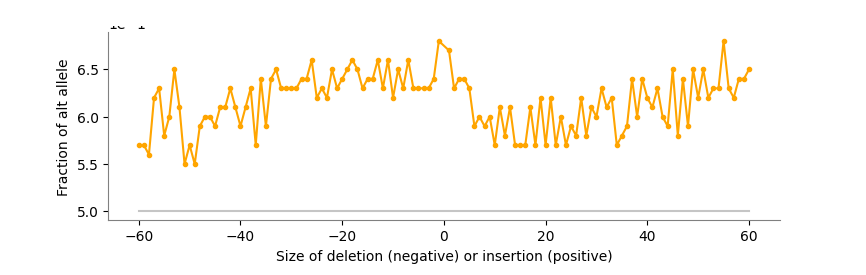 Fraction of alt allele
6.5
6.0
5.5
5.0
−60 −40 −20 0 20 40 60
Size of deletion (negative) or insertion (positive)